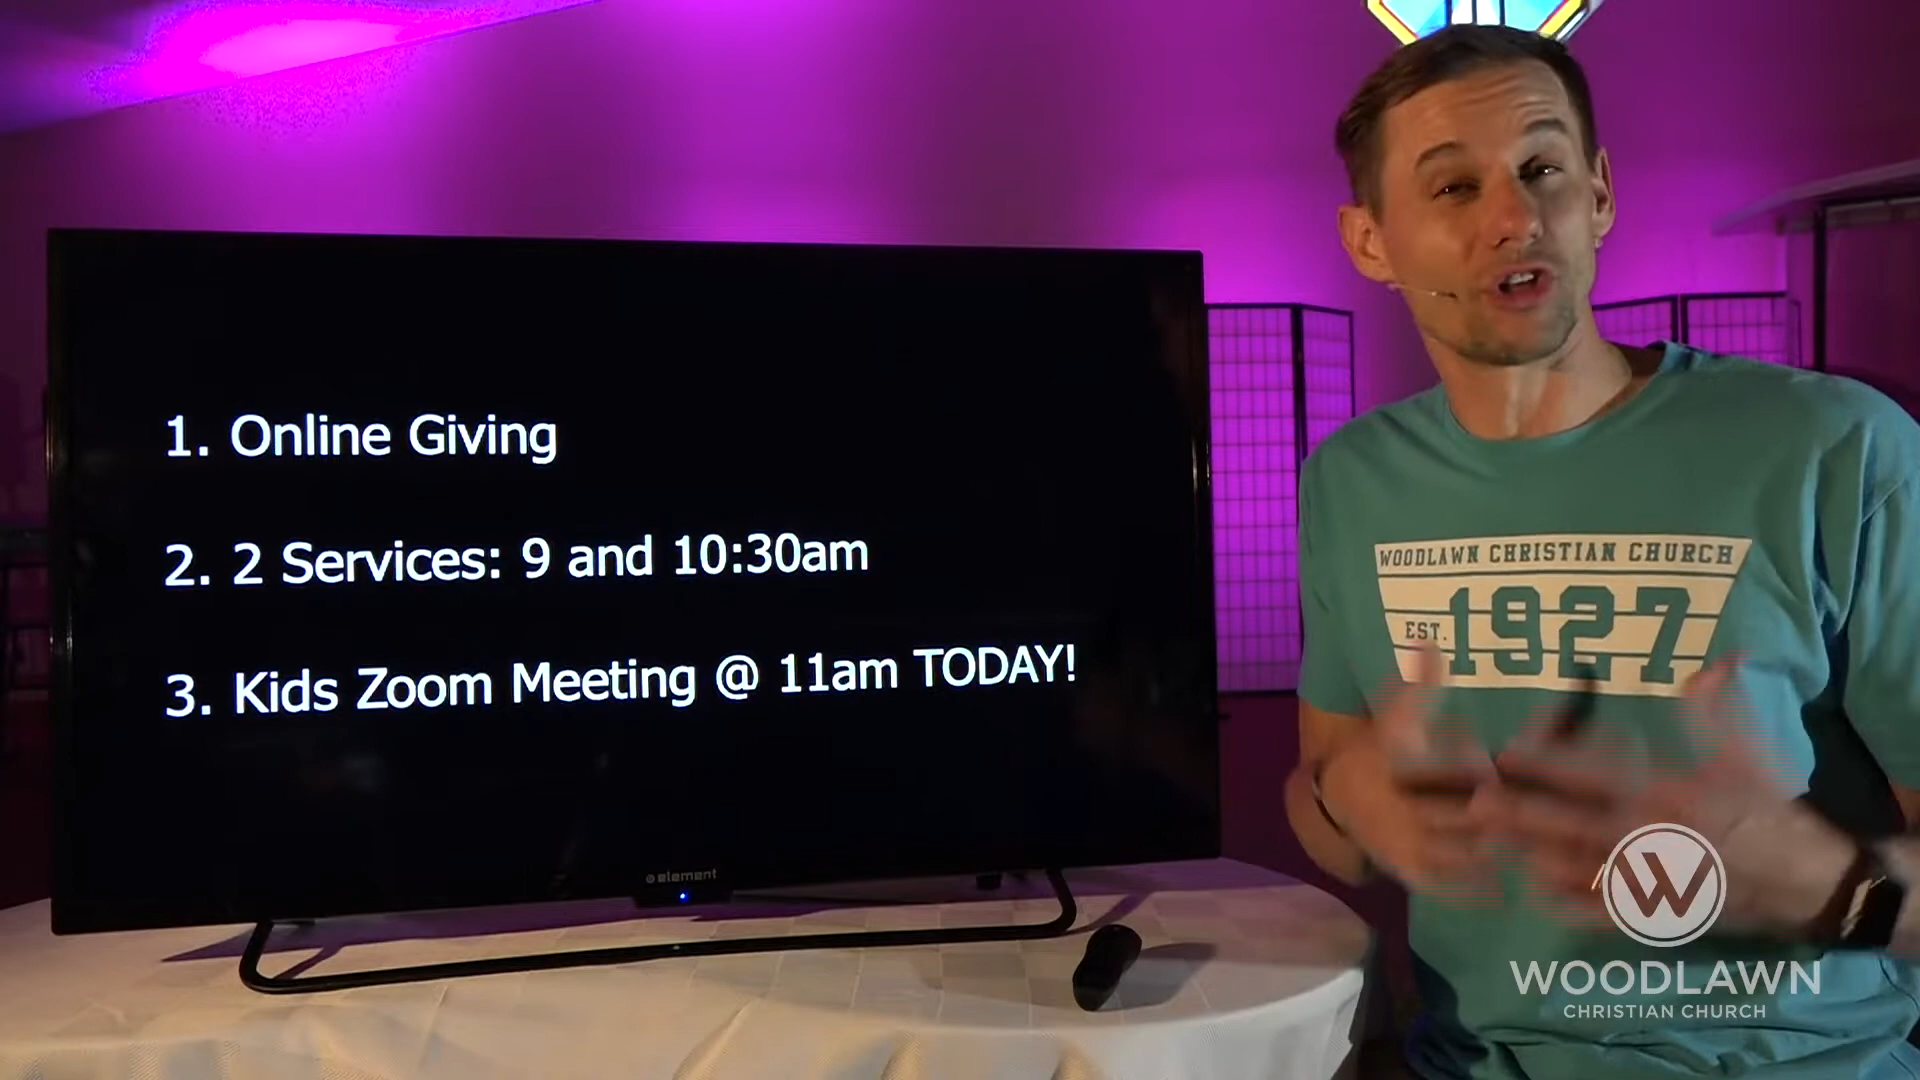 1. Online Giving
2. 2 Services: 9 and 10:30am
3. Kids Zoom Meeting @ 11am TODAY!
element
WOODLAWN CHRISTIAN CHURCH
EST. 1927
W
WOODLAWN
CHRISTIAN CHURCH